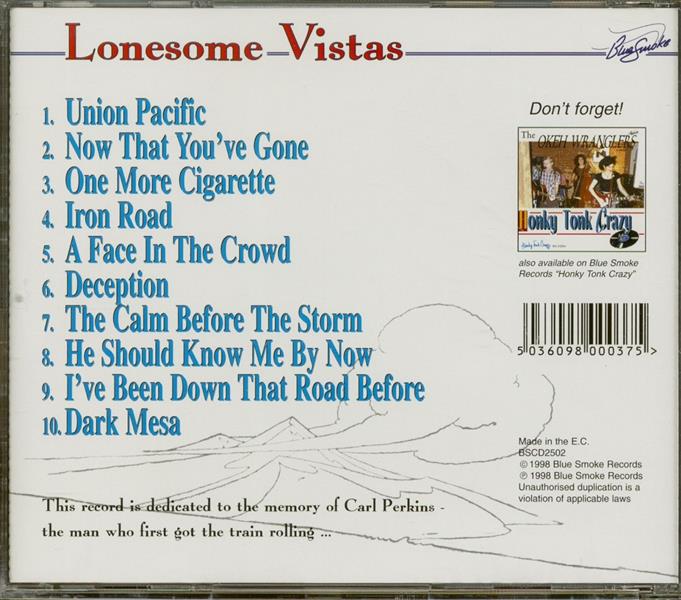 Lonesome Vistas
Blue Smoke
1. Union Pacific
2. Now That You've Gone
3. One More Cigarette
4. Iron Road
5. A Face In The Crowd
6. Deception
7. The Calm Before The Storm
8. He Should Know Me By Now
9. I've Been Down That Road Before
10. Dark Mesa
This record is dedicated to the memory of Carl Perkins -
the man who first got the train rolling ...
Don't forget!
The OKEH WRANGLERS
Honky Tonk Crazy
also available on Blue Smoke
Records "Honky Tonk Crazy"
5 036098 000375 >
Made in the E.C.
BSCD2502
© 1998 Blue Smoke Records
℗ 1998 Blue Smoke Records
Unauthorised duplication is a
violation of applicable laws